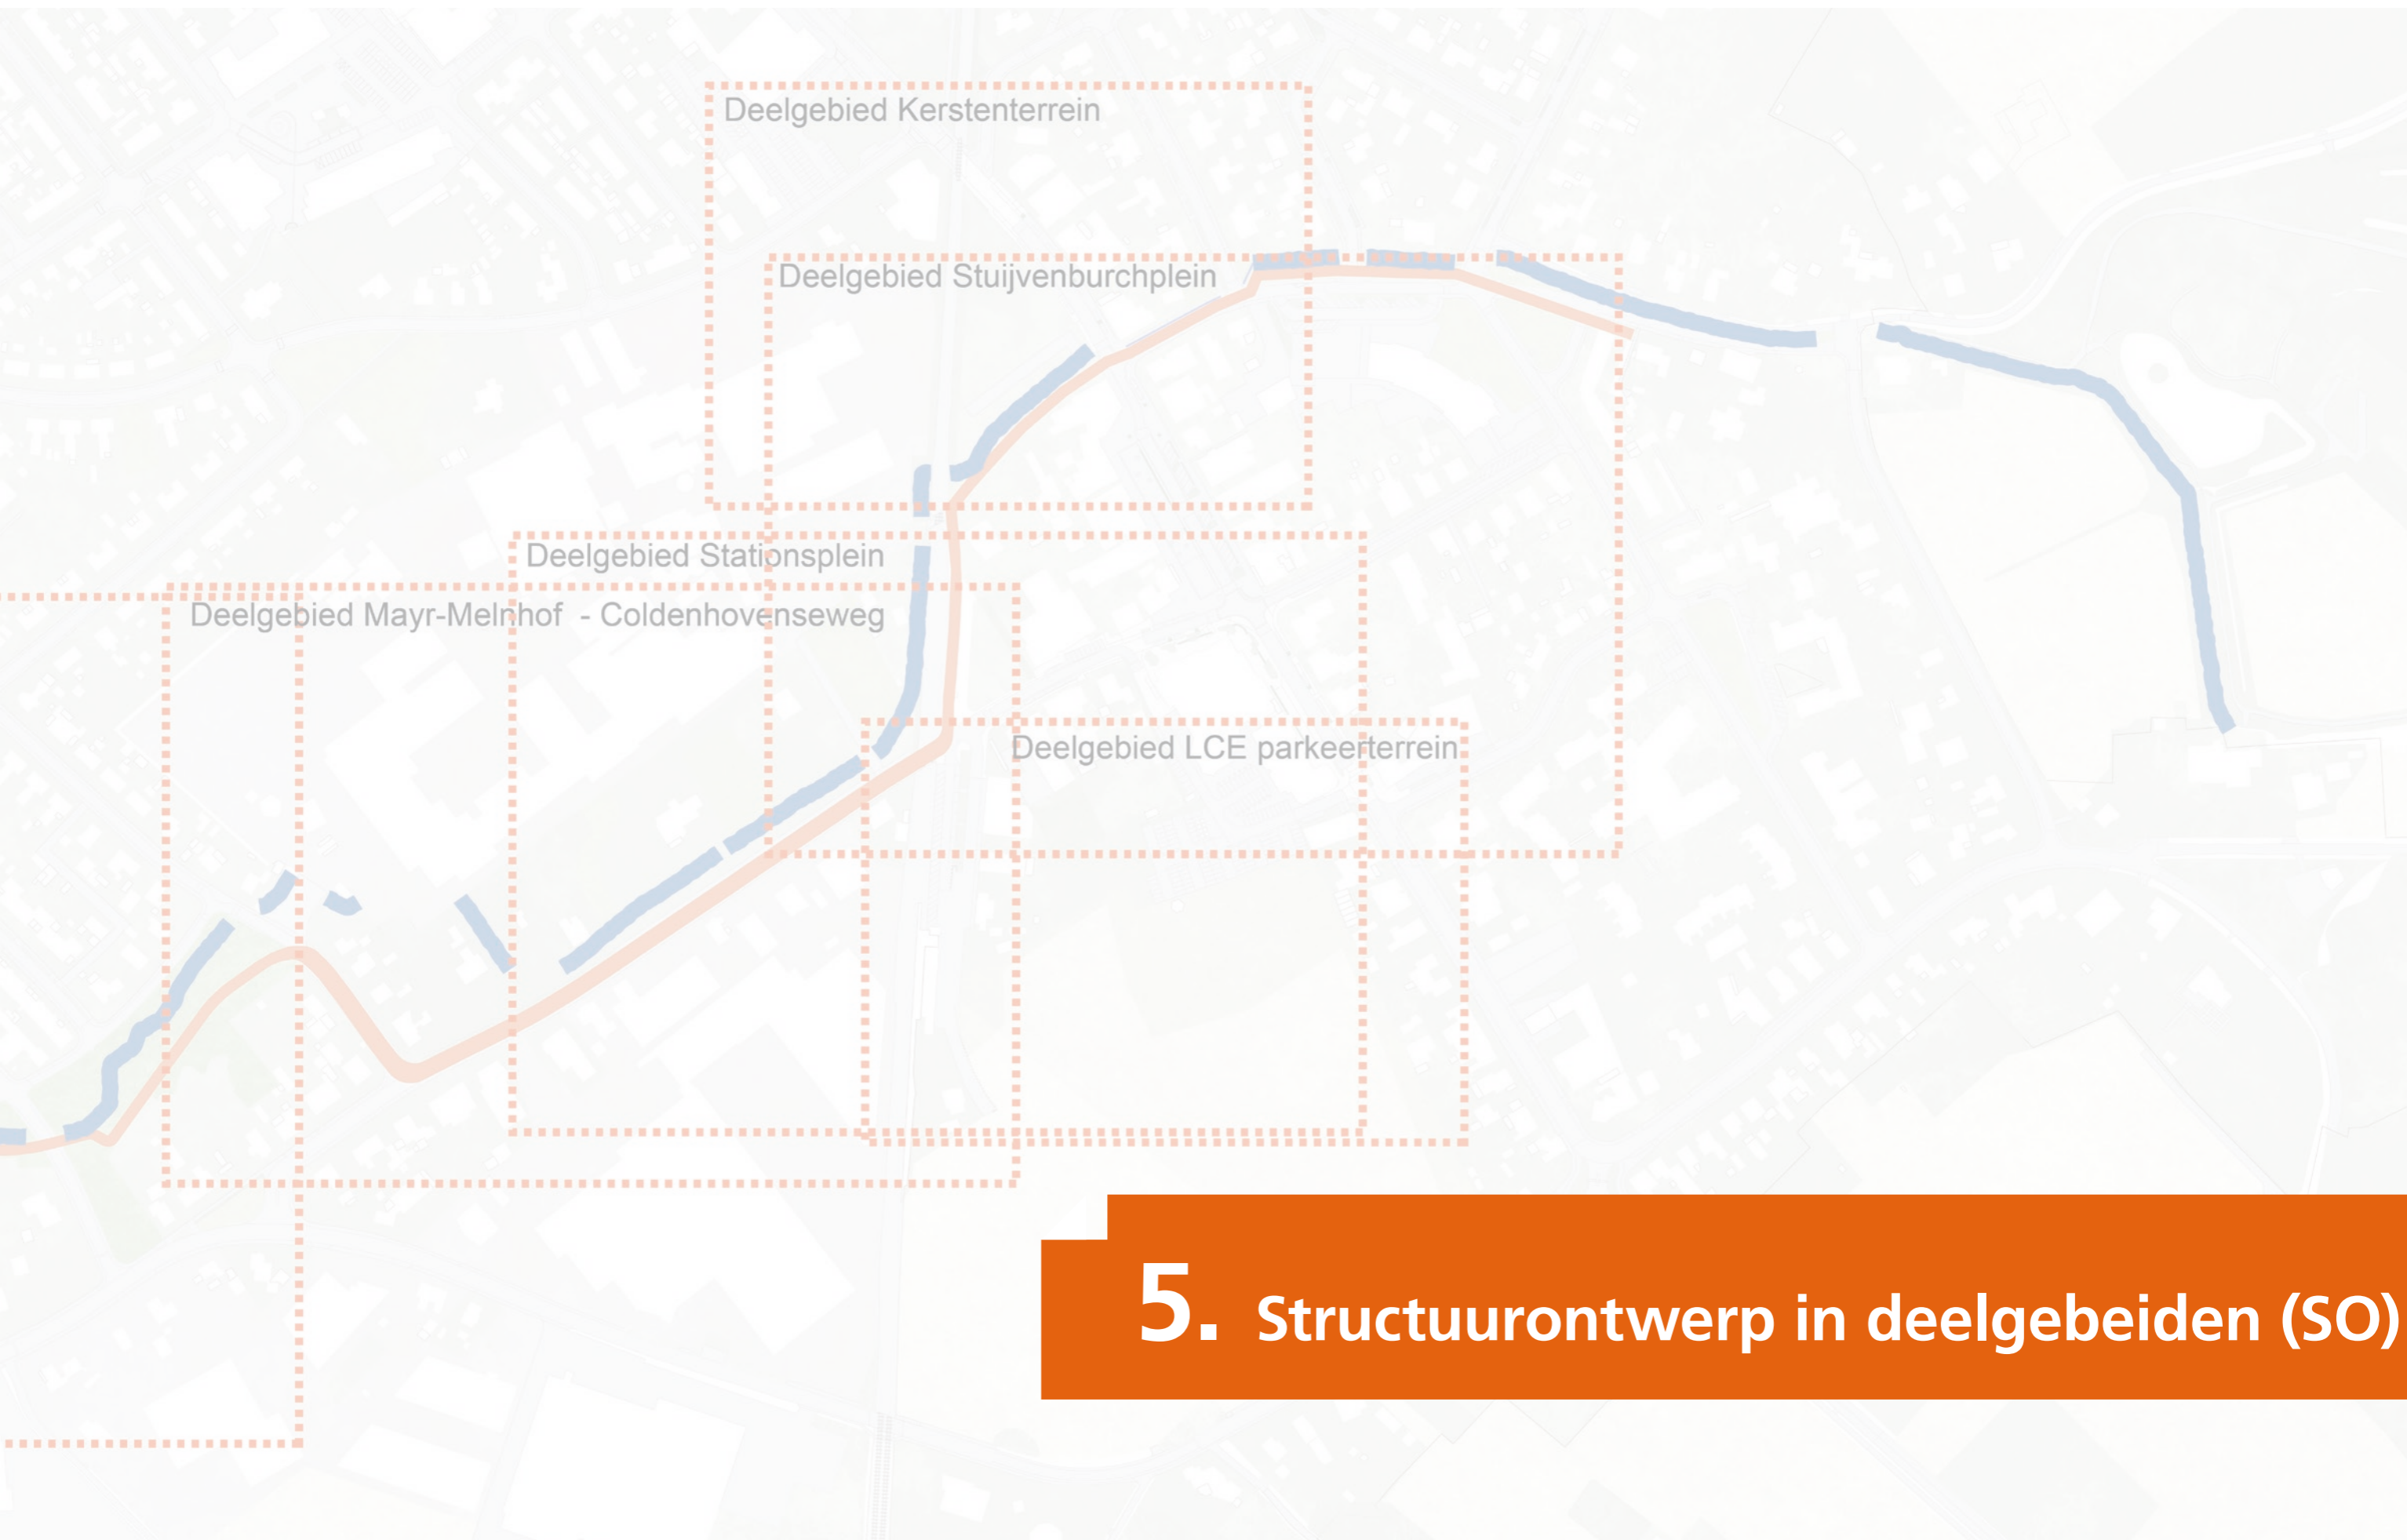 Deelgebied Kerstenterrein
Deelgebied Stuijvenburchplein
Deelgebied Stationsplein
Deelgebied Mayr-Melnhof - Coldenhovenseweg
Deelgebied LCE parkeerterrein
5. Structuurontwerp in deelgebeiden (SO)